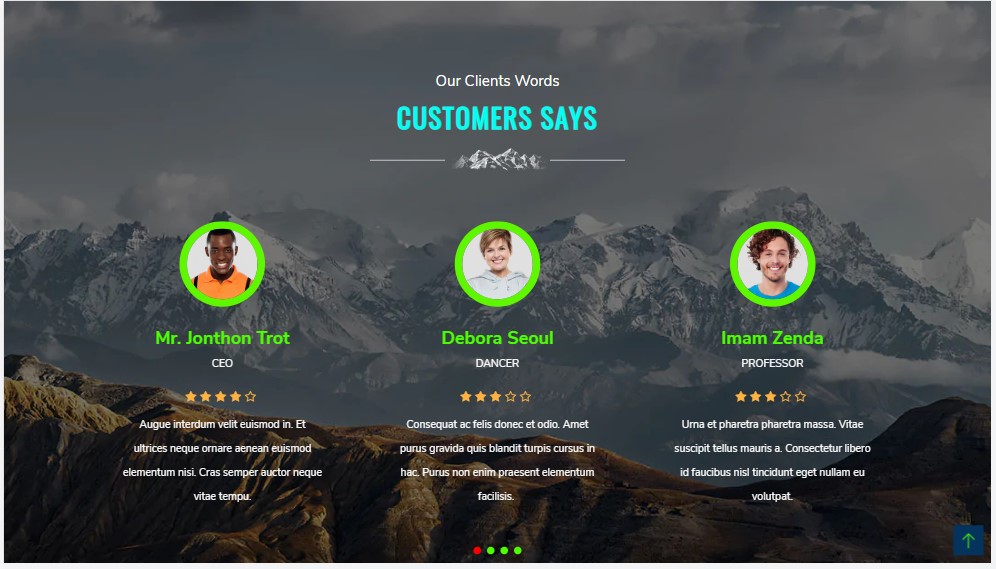 Our Clients Words
CUSTOMERS SAYS
Mr. Jonthon Trot
CEO
Augue interdum velit euismod in. Et
ultrices neque ornare aenean euismod
elementum nisi. Cras semper auctor neque
vitae tempu.
Debora Seoul
DANCER
Consequat ac felis donec et odio. Amet
purus gravida quis blandit turpis cursus in
hac. Purus non enim praesent elementum
facilisis.
Imam Zenda
PROFESSOR
Urna et pharetra pharetra massa. Vitae
suscipit tellus mauris a. Consectetur libero
id faucibus nisl tincidunt eget nullam eu
volutpat.